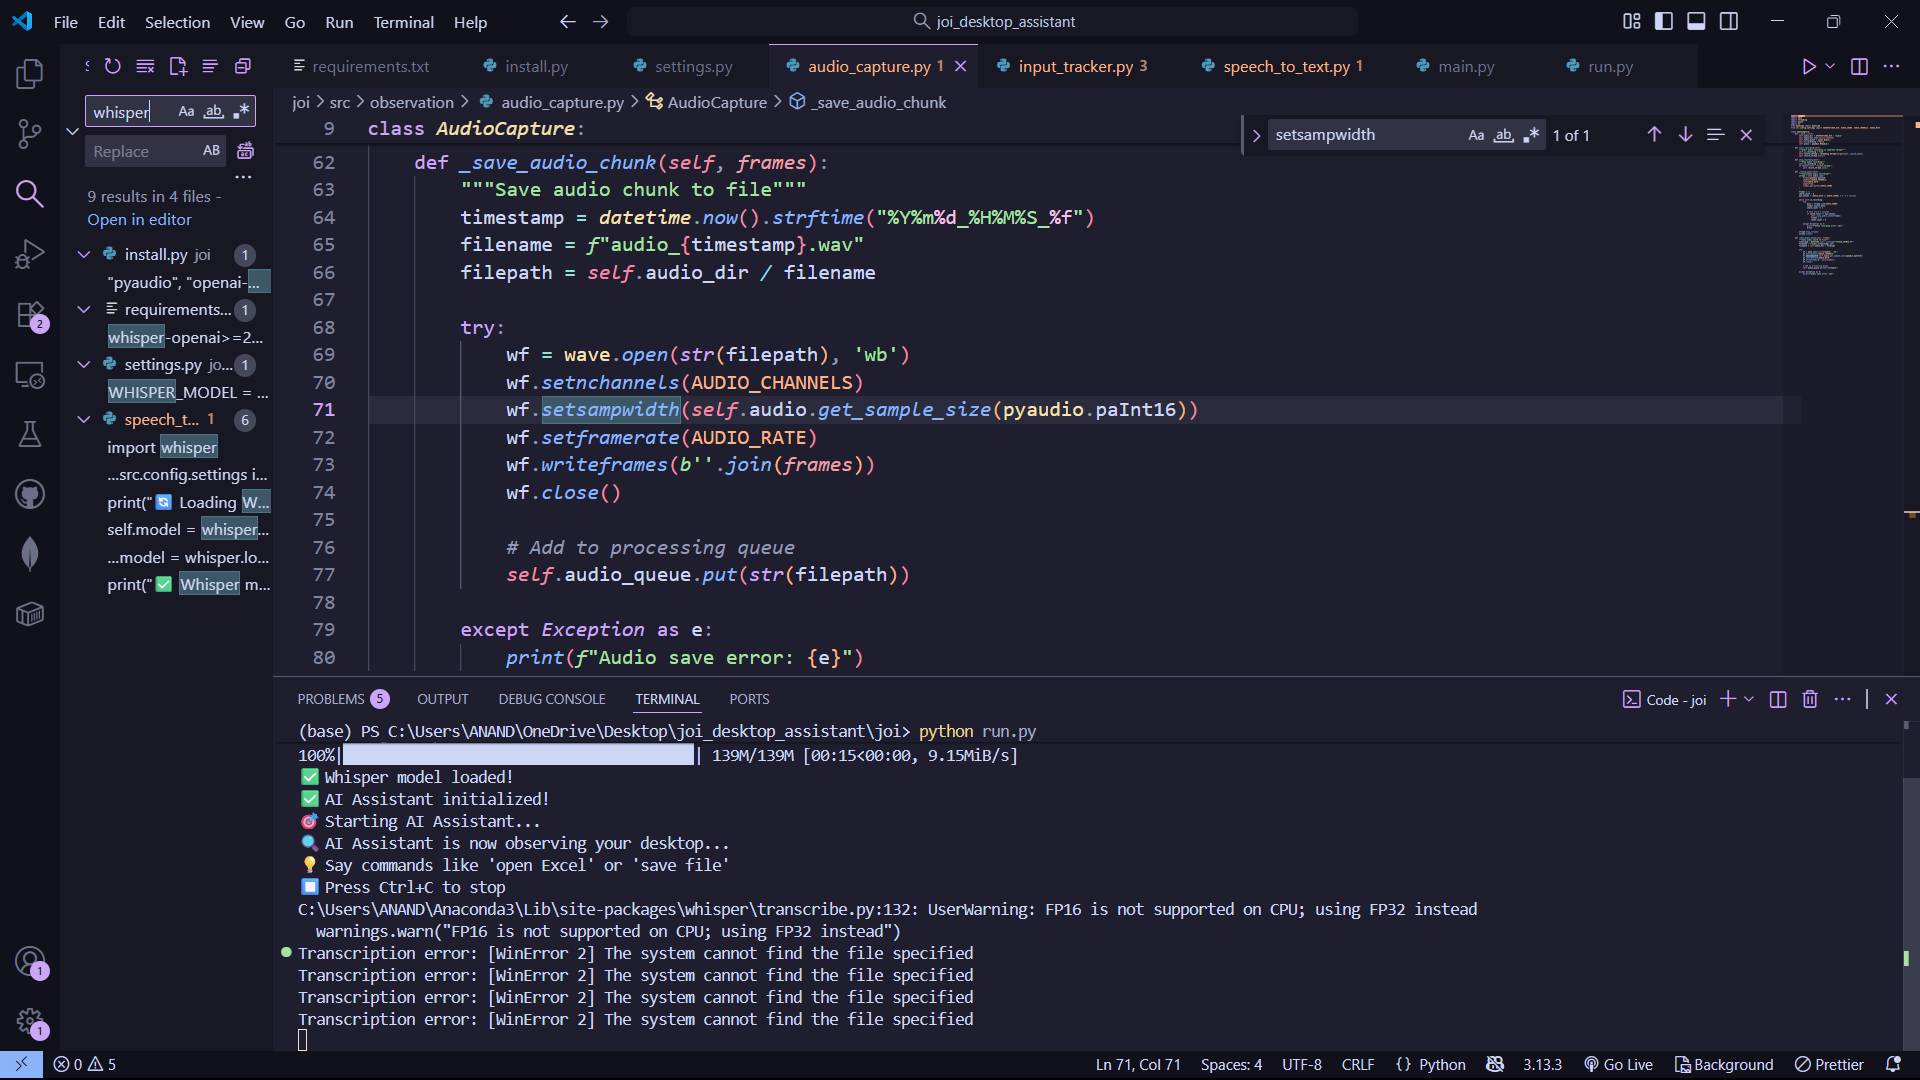 File Edit Selection View Go Run Terminal Help
joi_desktop_assistant
requirements.txt install.py settings.py audio_capture.py 1 input_tracker.py 3 speech_to_text.py 1 main.py run.py
whisper Aa ab
Replace AB
9 results in 4 files -
Open in editor
install.py joi 1
"pyaudio", "openai-...
requirements... 1
whisper-openai>=2...
settings.py jo... 1
WHISPER_MODEL = ...
speech_t... 1 6
import whisper
...src.config.settings i...
print("🔄 Loading W...
self.model = whisper...
...model = whisper.lo...
print("✅ Whisper m...
2
1
1
joi > src > observation > audio_capture.py > AudioCapture > _save_audio_chunk
setsampwidth Aa ab 1 of 1
9 class AudioCapture:
62 def _save_audio_chunk(self, frames):
63 """Save audio chunk to file"""
64 timestamp = datetime.now().strftime("%Y%m%d_%H%M%S_%f")
65 filename = f"audio_{timestamp}.wav"
66 filepath = self.audio_dir / filename
67
68 try:
69 wf = wave.open(str(filepath), 'wb')
70 wf.setnchannels(AUDIO_CHANNELS)
71 wf.setsampwidth(self.audio.get_sample_size(pyaudio.paInt16))
72 wf.setframerate(AUDIO_RATE)
73 wf.writeframes(b''.join(frames))
74 wf.close()
75
76 # Add to processing queue
77 self.audio_queue.put(str(filepath))
78
79 except Exception as e:
80 print(f"Audio save error: {e}")
PROBLEMS 5 OUTPUT DEBUG CONSOLE TERMINAL PORTS Code - joi
(base) PS C:\Users\ANAND\OneDrive\Desktop\joi_desktop_assistant\joi> python run.py
100%| | 139M/139M [00:15<00:00, 9.15MiB/s]
✅ Whisper model loaded!
✅ AI Assistant initialized!
🎯 Starting AI Assistant...
🔍 AI Assistant is now observing your desktop...
💡 Say commands like 'open Excel' or 'save file'
⏹️ Press Ctrl+C to stop
C:\Users\ANAND\Anaconda3\Lib\site-packages\whisper\transcribe.py:132: UserWarning: FP16 is not supported on CPU; using FP32 instead
warnings.warn("FP16 is not supported on CPU; using FP32 instead")
Transcription error: [WinError 2] The system cannot find the file specified
Transcription error: [WinError 2] The system cannot find the file specified
Transcription error: [WinError 2] The system cannot find the file specified
Transcription error: [WinError 2] The system cannot find the file specified
0 5 Ln 71, Col 71 Spaces: 4 UTF-8 CRLF {} Python 3.13.3 Go Live Background Prettier